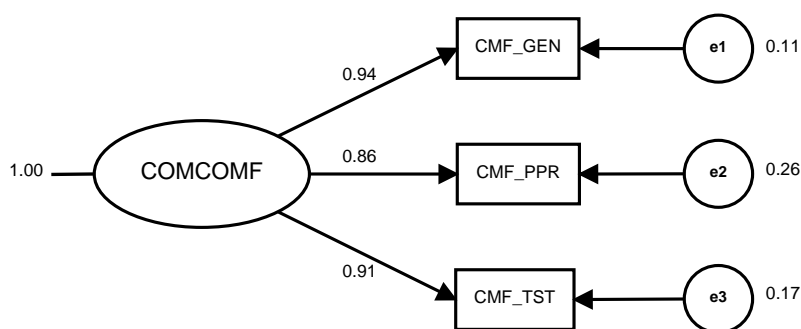 CMF_GEN
e1
0.11
0.94
1.00
COMCOMF
0.86
CMF_PPR
e2
0.26
0.91
CMF_TST
e3
0.17